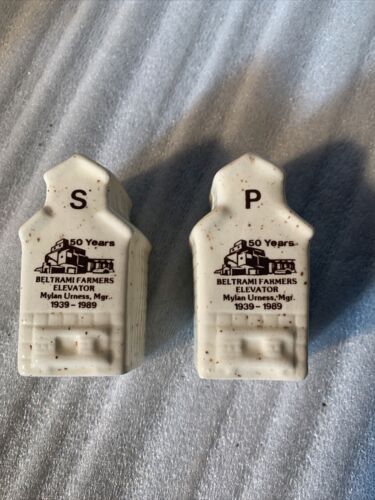 S
50 Years
BELTRAMI FARMERS
ELEVATOR
Mylan Urness, Mgr.
1939 - 1989
P
50 Years
BELTRAMI FARMERS
ELEVATOR
Mylan Urness, Mgr.
1939 - 1989